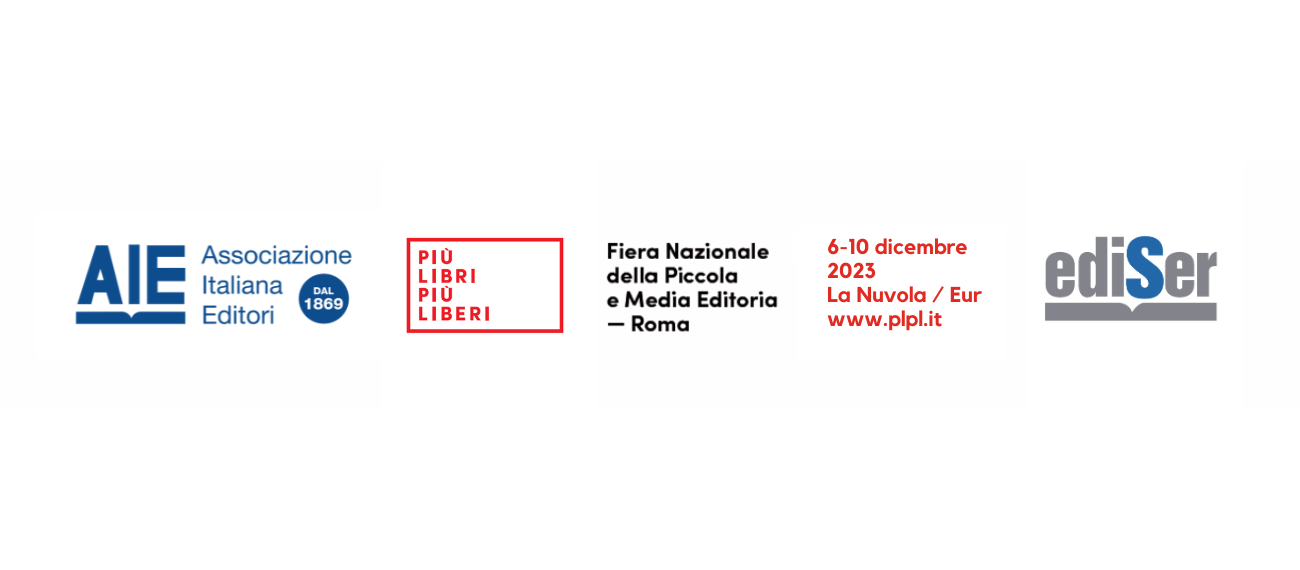 AIE
Associazione
Italiana
Editori
DAL
1869
PIÙ
LIBRI
PIÙ
LIBERI
Fiera Nazionale
della Piccola
e Media Editoria
— Roma
6-10 dicembre
2023
La Nuvola / Eur
www.plpl.it
ediSer